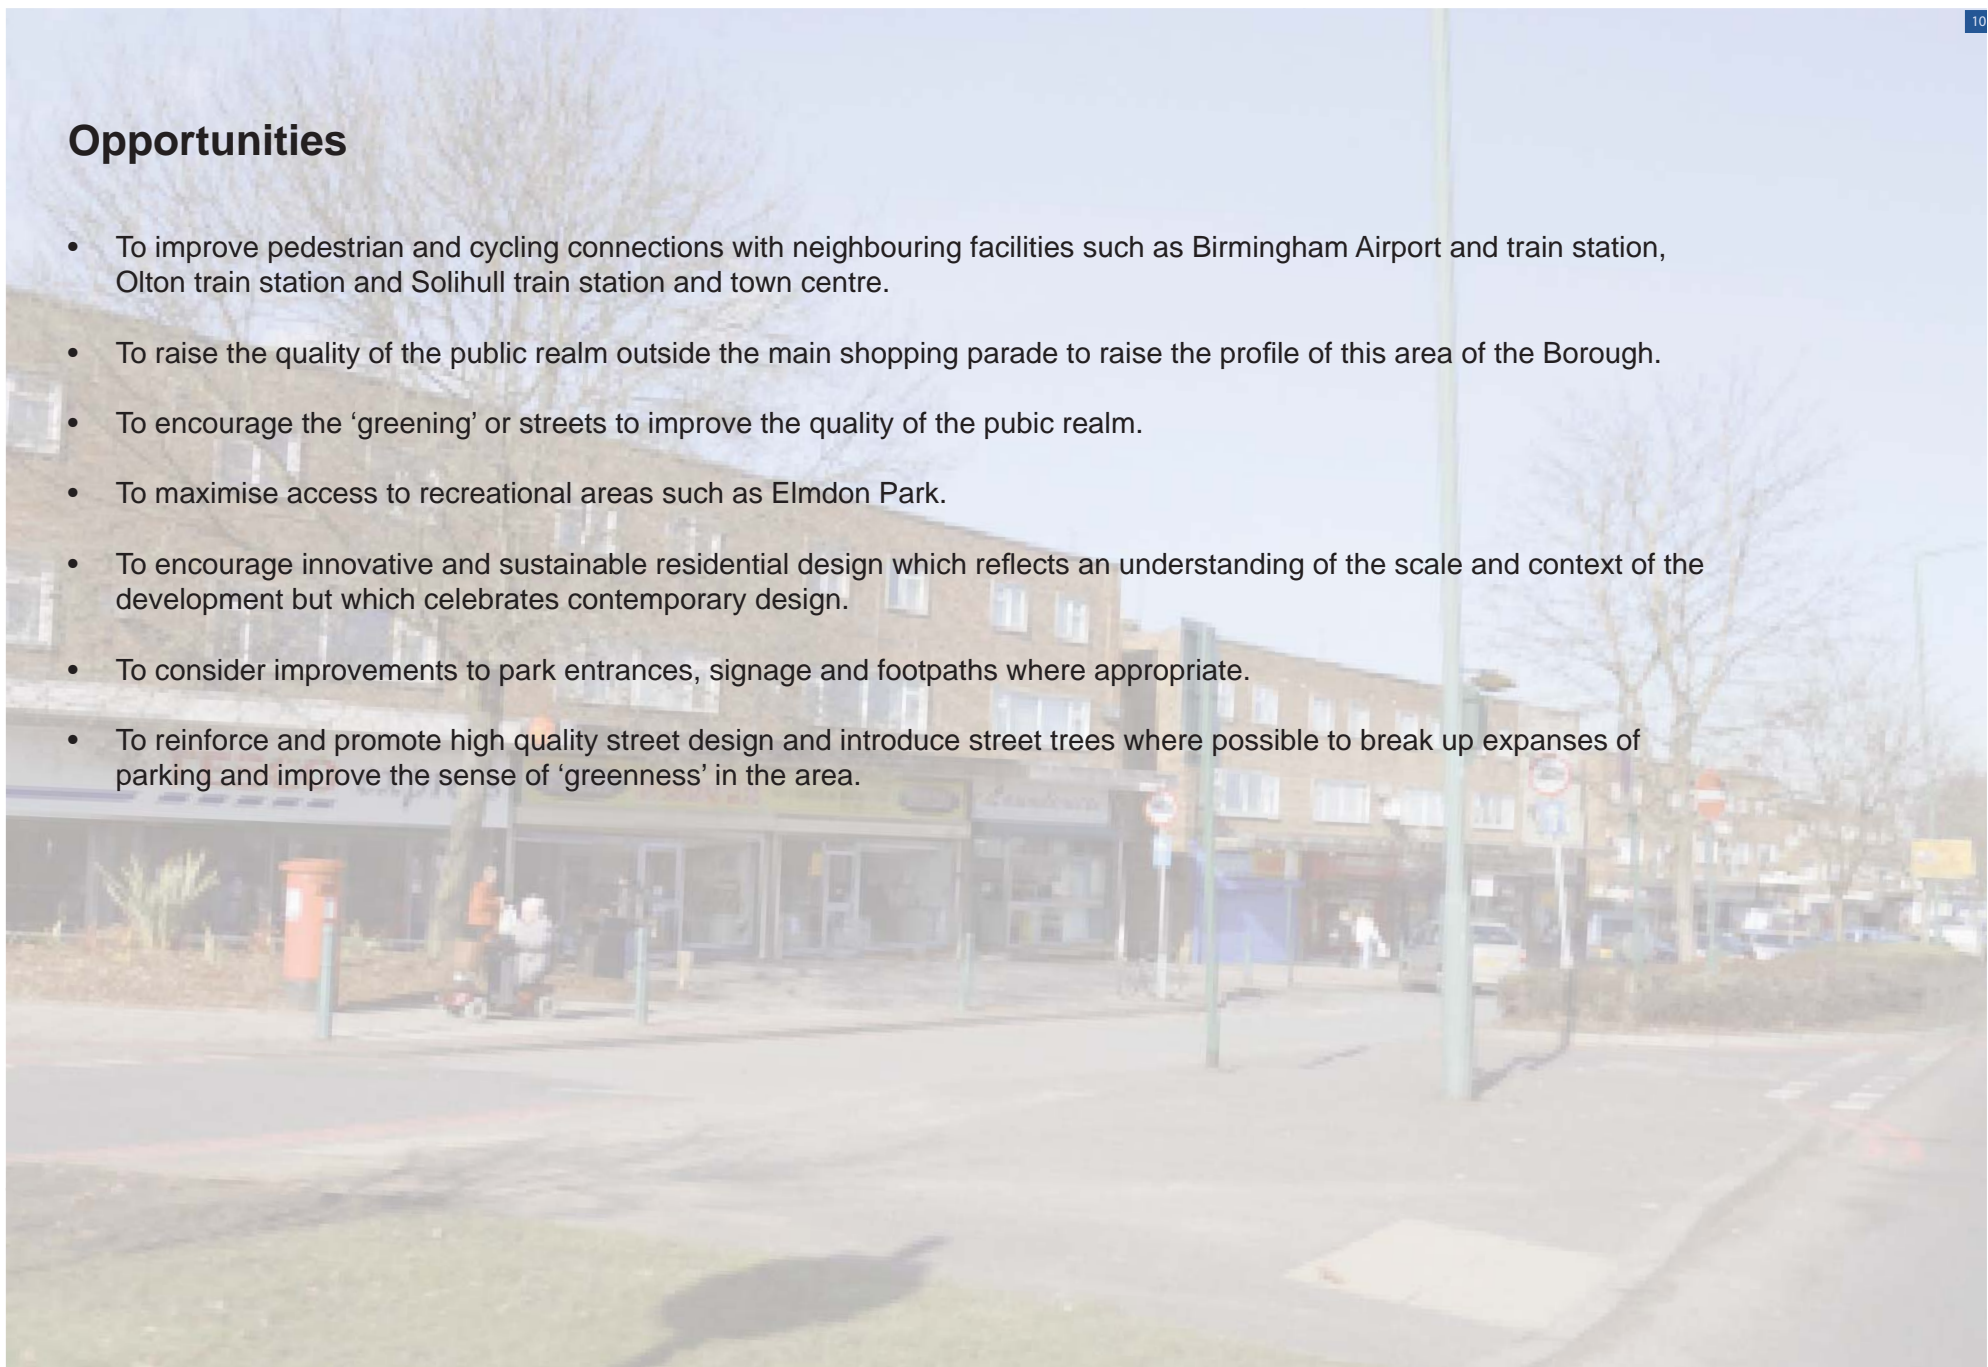 10
Opportunities
• To improve pedestrian and cycling connections with neighbouring facilities such as Birmingham Airport and train station,
Olton train station and Solihull train station and town centre.
• To raise the quality of the public realm outside the main shopping parade to raise the profile of this area of the Borough.
• To encourage the ‘greening’ or streets to improve the quality of the pubic realm.
• To maximise access to recreational areas such as Elmdon Park.
• To encourage innovative and sustainable residential design which reflects an understanding of the scale and context of the
development but which celebrates contemporary design.
• To consider improvements to park entrances, signage and footpaths where appropriate.
• To reinforce and promote high quality street design and introduce street trees where possible to break up expanses of
parking and improve the sense of ‘greenness’ in the area.